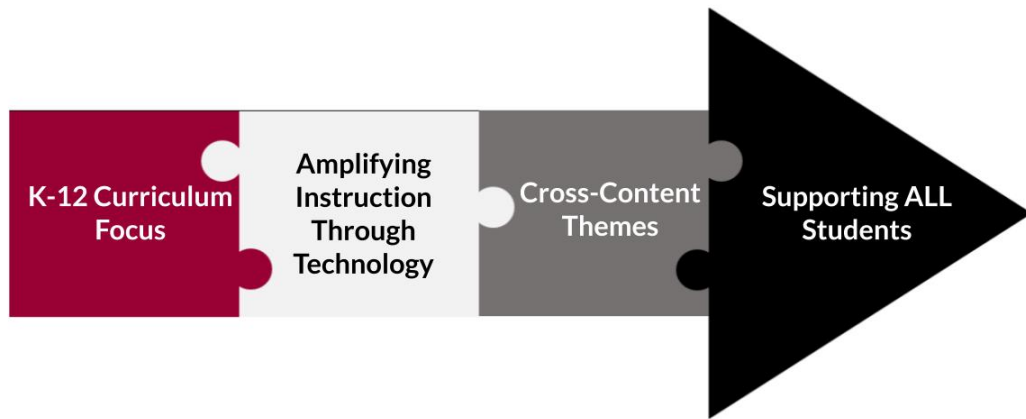 K-12 Curriculum
Focus
Amplifying
Instruction
Through
Technology
Cross-Content
Themes
Supporting ALL
Students